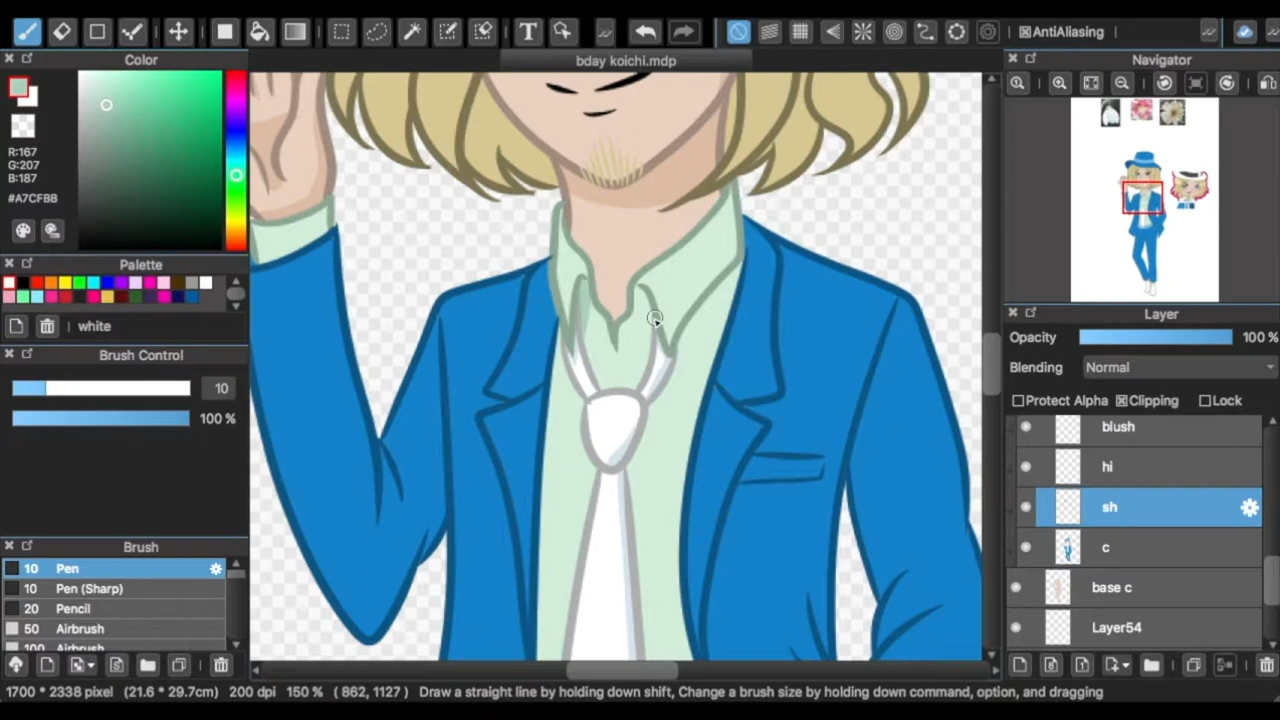 AntiAliasing
Color
bday koichi.mdp
Navigator
R:167
G:207
B:187
#A7CFBB
Palette
white
Brush Control
10
100 %
Brush
10 Pen
10 Pen (Sharp)
20 Pencil
50 Airbrush
100 Airbrush
Layer
Opacity 100 %
Blending Normal
Protect Alpha Clipping Lock
blush
hi
sh
c
base c
Layer54
1700 * 2338 pixel (21.6 * 29.7cm) 200 dpi 150 % ( 862, 1127 ) Draw a straight line by holding down shift, Change a brush size by holding down command, option, and dragging